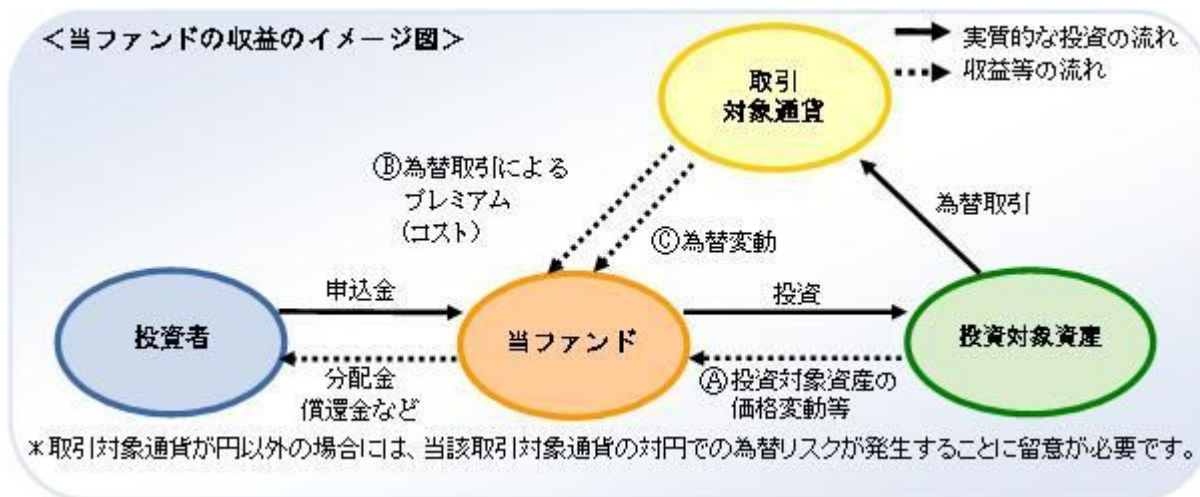 ＜当ファンドの収益のイメージ図＞
実質的な投資の流れ
収益等の流れ
取引
対象通貨
Ⓑ為替取引による
プレミアム
(コスト)
為替取引
Ⓒ為替変動
申込金
投資
投資者
当ファンド
投資対象資産
分配金
償還金など
Ⓐ投資対象資産の
価格変動等
＊取引対象通貨が円以外の場合には、当該取引対象通貨の対円での為替リスクが発生することに留意が必要です。